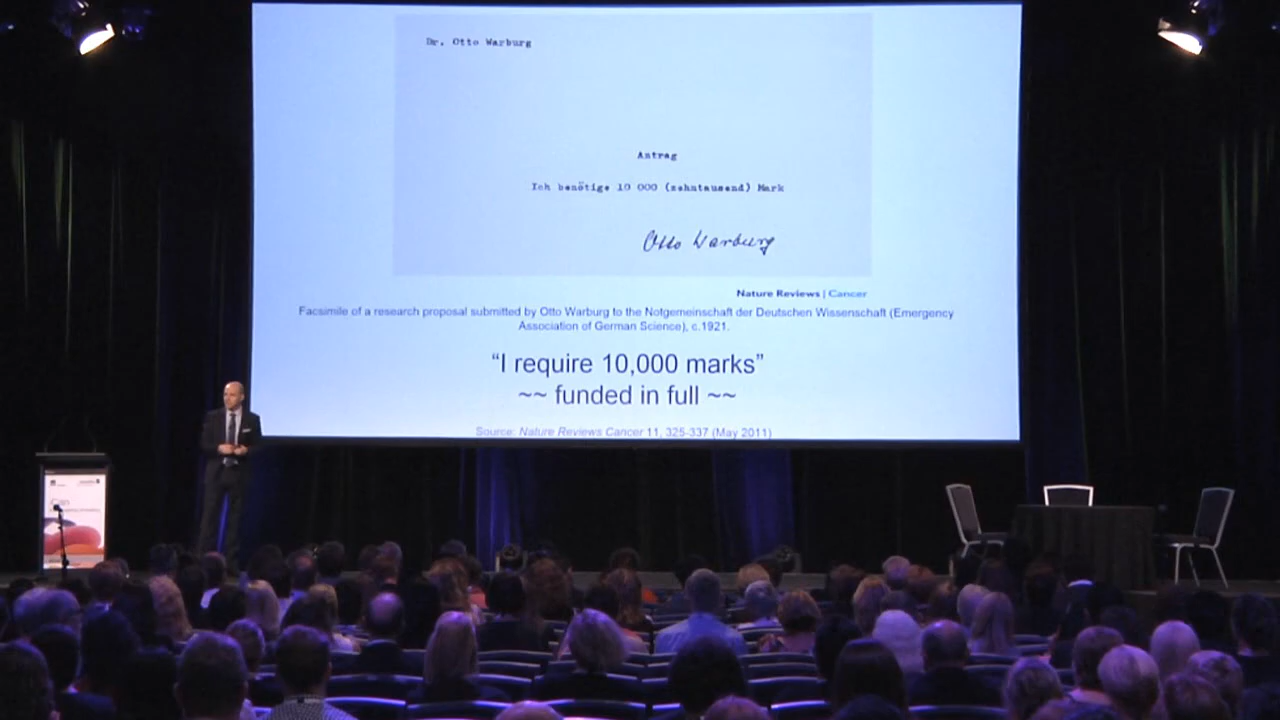 Dr. Otto Warburg
Antrag
Ich benötige 10 000 (zehntausend) Mark
Otto Warburg
Nature Reviews | Cancer
Facsimile of a research proposal submitted by Otto Warburg to the Notgemeinschaft der Deutschen Wissenschaft (Emergency
Association of German Science), c.1921.
“I require 10,000 marks”
~~ funded in full ~~
Source: Nature Reviews Cancer 11, 325-337 (May 2011)